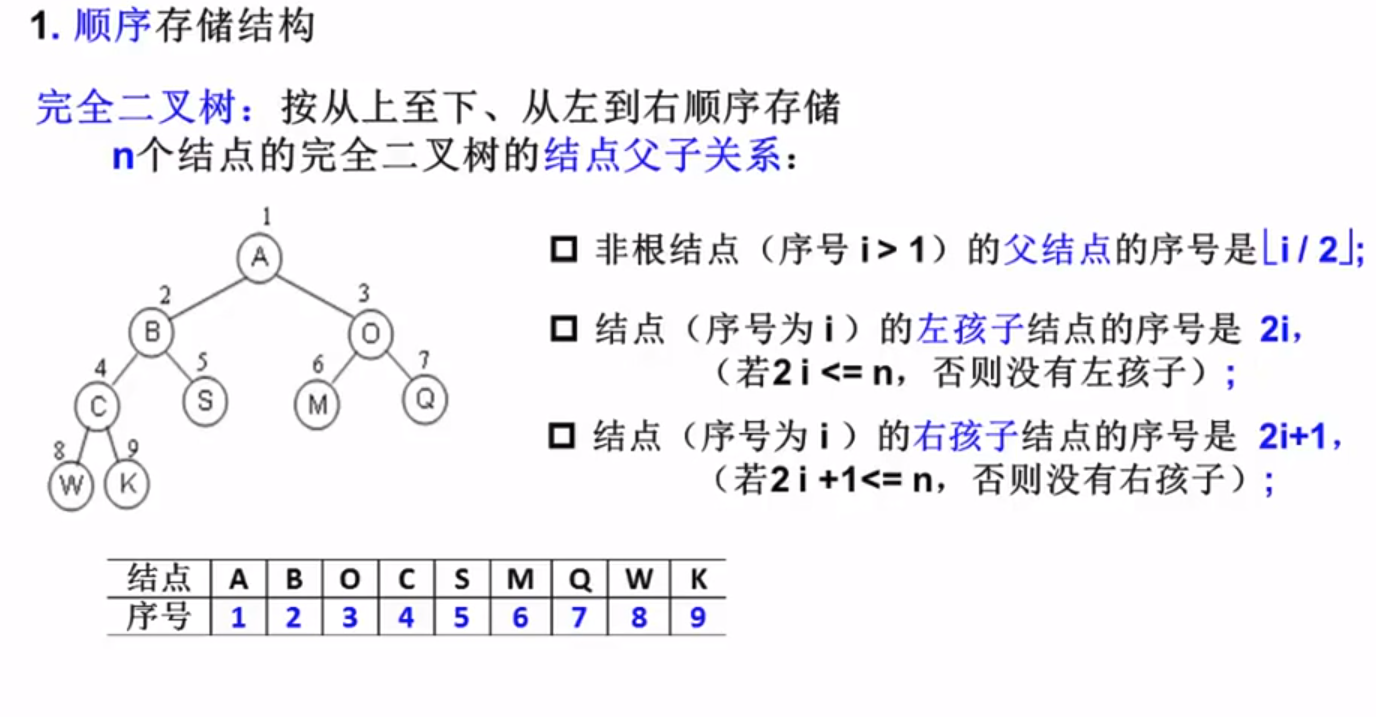 1. 顺序存储结构
完全二叉树：按从上至下、从左到右顺序存储
n个结点的完全二叉树的结点父子关系：
1
A
2
3
B
O
4
5
6
7
C
S
M
Q
8
9
W
K
非根结点（序号 i > 1）的父结点的序号是⌊i / 2⌋;
结点（序号为 i ）的左孩子结点的序号是 2i，
（若2 i <= n，否则没有左孩子）;
结点（序号为 i ）的右孩子结点的序号是 2i+1，
（若2 i +1<= n，否则没有右孩子）;
结点 A B O C S M Q W K
序号 1 2 3 4 5 6 7 8 9